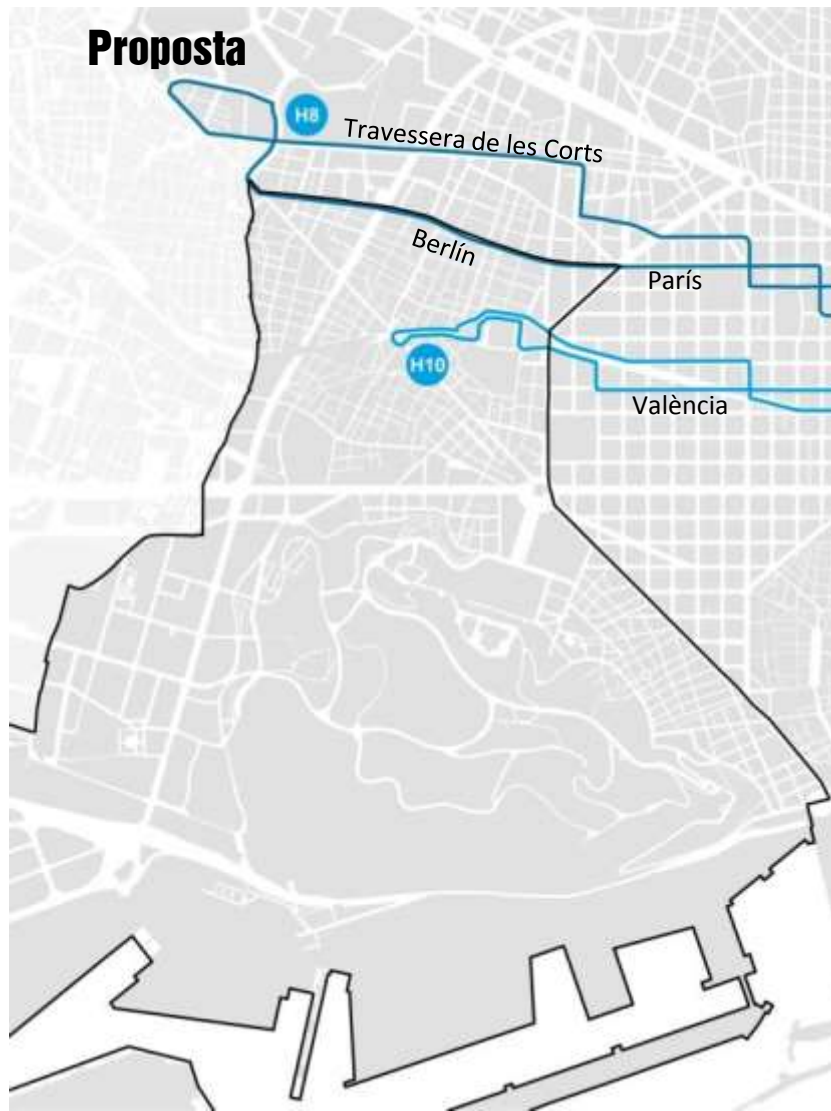 Proposta
H8
Travessera de les Corts
Berlín
París
H10
València